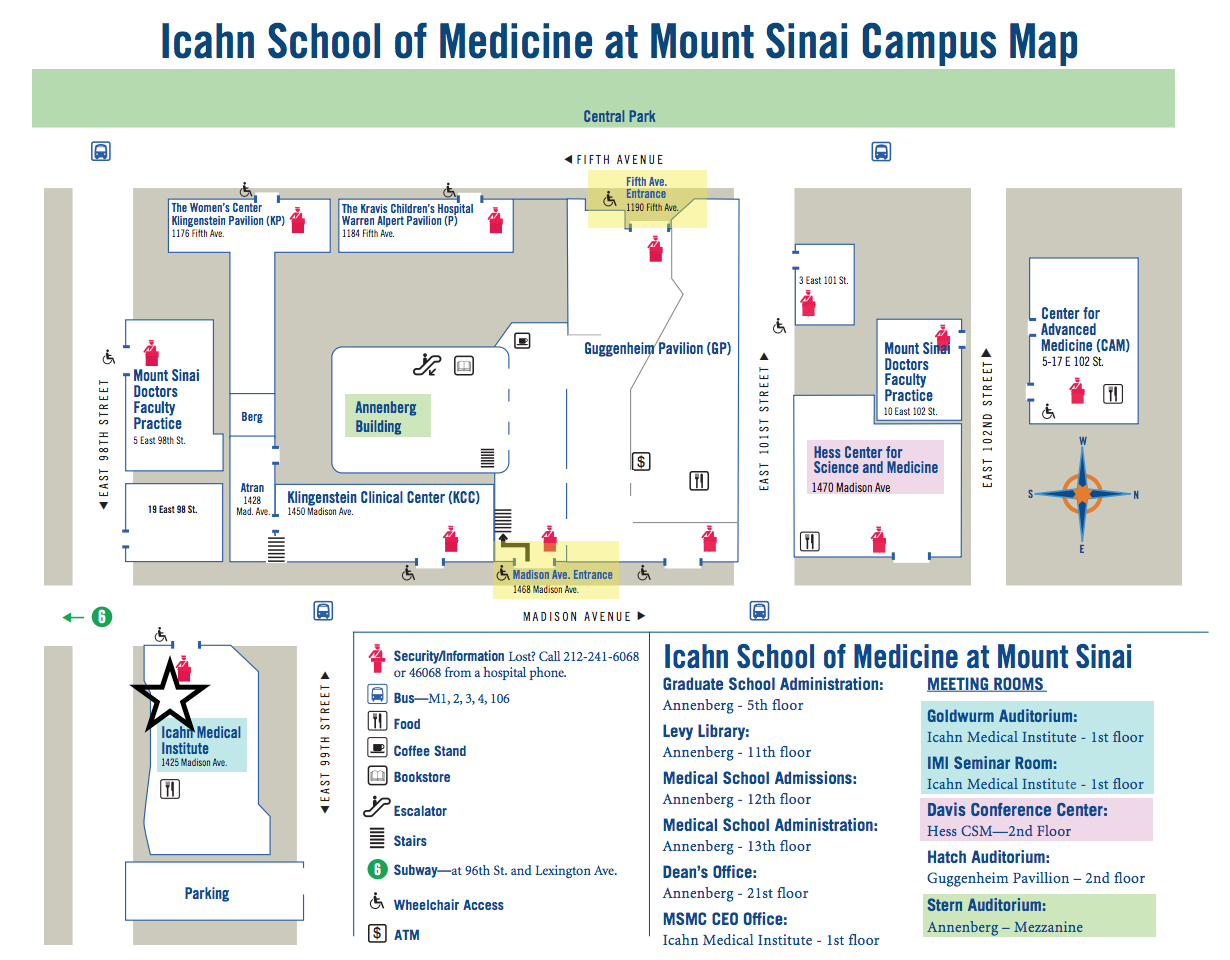 Icahn School of Medicine at Mount Sinai Campus Map
Central Park
FIFTH AVENUE
Fifth Ave.
Entrance
1190 Fifth Ave.
The Women's Center
Klingenstein Pavilion (KP)
1176 Fifth Ave.
The Kravis Children's Hospital
Warren Alpert Pavilion (P)
1184 Fifth Ave.
3 East 101 St.
Guggenheim Pavilion (GP)
Mount Sinai
Doctors
Faculty
Practice
5 East 98th St.
Mount Sinai
Doctors
Faculty
Practice
10 East 102 St.
Center for
Advanced
Medicine (CAM)
5-17 E 102 St.
EAST 98TH STREET
Berg
Annenberg
Building
EAST 101ST STREET
EAST 102ND STREET
$
W
S
N
E
Hess Center for
Science and Medicine
1470 Madison Ave
19 East 98 St.
Atran
1428
Mad. Ave.
Klingenstein Clinical Center (KCC)
1450 Madison Ave.
Madison Ave. Entrance
1468 Madison Ave.
6
MADISON AVENUE
Icahn Medical
Institute
1425 Madison Ave.
EAST 99TH STREET
Parking
Security/Information Lost? Call 212-241-6068
or 46068 from a hospital phone.
Bus—M1, 2, 3, 4, 106
Food
Coffee Stand
Bookstore
Escalator
Stairs
6 Subway—at 96th St. and Lexington Ave.
Wheelchair Access
$ ATM
Icahn School of Medicine at Mount Sinai
Graduate School Administration:
Annenberg - 5th floor
Levy Library:
Annenberg - 11th floor
Medical School Admissions:
Annenberg - 12th floor
Medical School Administration:
Annenberg - 13th floor
Dean's Office:
Annenberg - 21st floor
MSMC CEO Office:
Icahn Medical Institute - 1st floor
MEETING ROOMS
Goldwurm Auditorium:
Icahn Medical Institute - 1st floor
IMI Seminar Room:
Icahn Medical Institute - 1st floor
Davis Conference Center:
Hess CSM—2nd Floor
Hatch Auditorium:
Guggenheim Pavillion – 2nd floor
Stern Auditorium:
Annenberg – Mezzanine